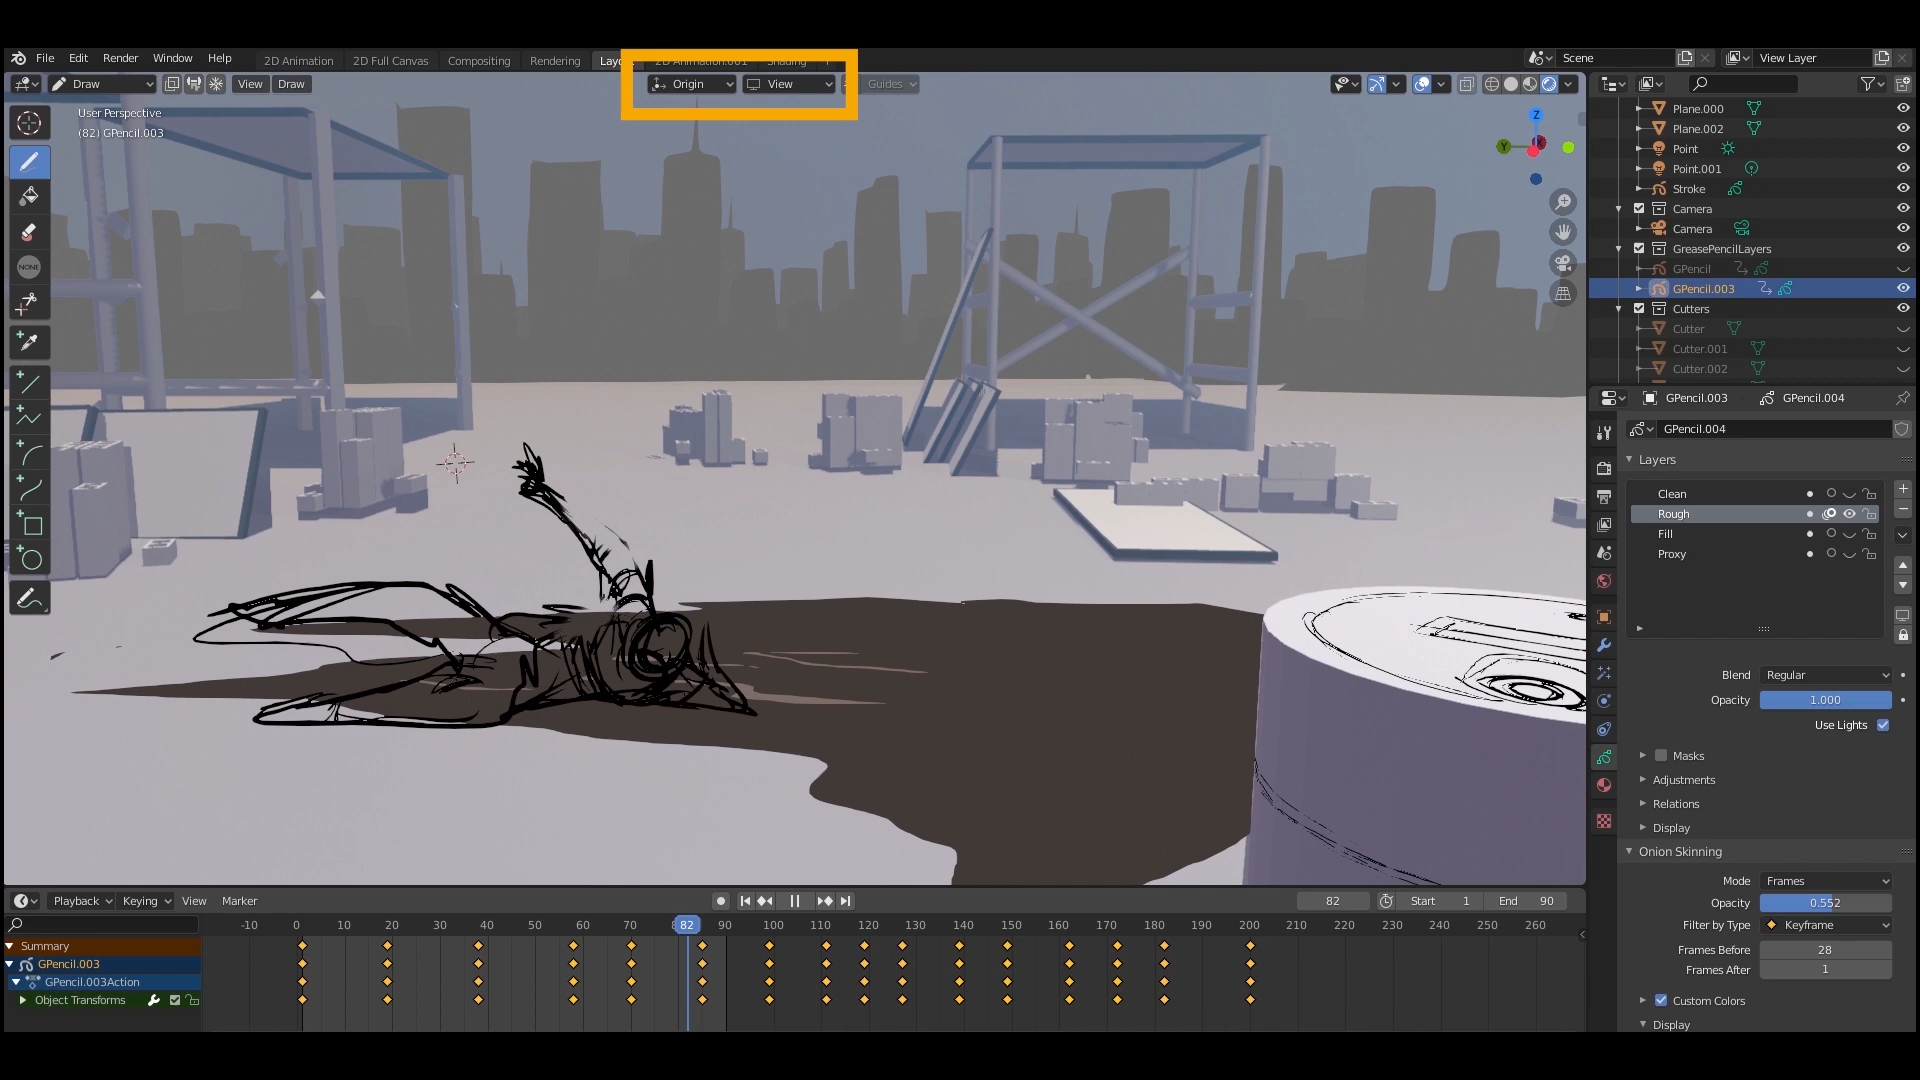 File Edit Render Window Help 2D Animation 2D Full Canvas Compositing Rendering Scene View Layer
Draw View Draw Origin View Guides
User Perspective
(82) GPencil.003
NONE
Z
Y
Plane.000
Plane.002
Point
Point.001
Stroke
Camera
Camera
GreasePencilLayers
GPencil
GPencil.003
Cutters
Cutter
Cutter.001
Cutter.002
GPencil.003 GPencil.004
GPencil.004
Layers
Clean
Rough
Fill
Proxy
Blend Regular
Opacity 1.000
Use Lights
Masks
Adjustments
Relations
Display
Onion Skinning
Mode Frames
Opacity 0.552
Filter by Type Keyframe
Frames Before 28
Frames After 1
Custom Colors
Display
Playback Keying View Marker 82 Start 1 End 90
-10 0 10 20 30 40 50 60 70 82 90 100 110 120 130 140 150 160 170 180 190 200 210 220 230 240 250 260
Summary
GPencil.003
GPencil.003Action
Object Transforms